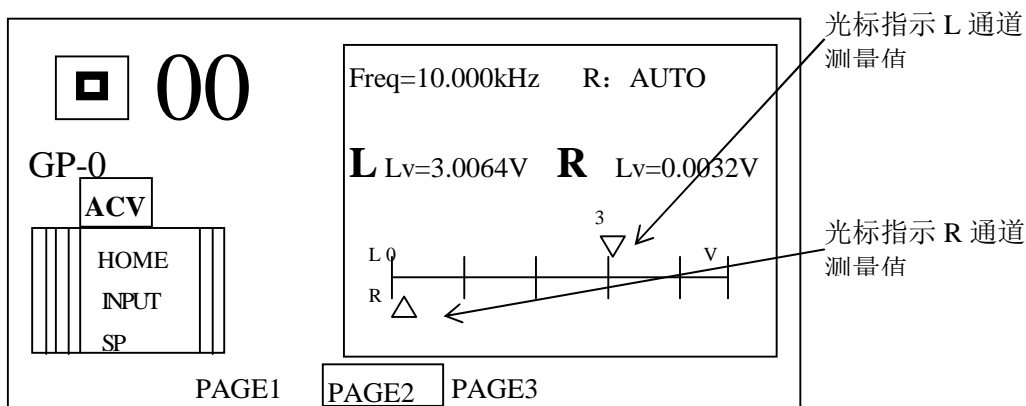 00
GP-0
ACV
HOME
INPUT
SP
Freq=10.000kHz R: AUTO
L Lv=3.0064V R Lv=0.0032V
3
L 0 V
R
PAGE1 PAGE2 PAGE3
光标指示 L 通道
测量值
光标指示 R 通道
测量值